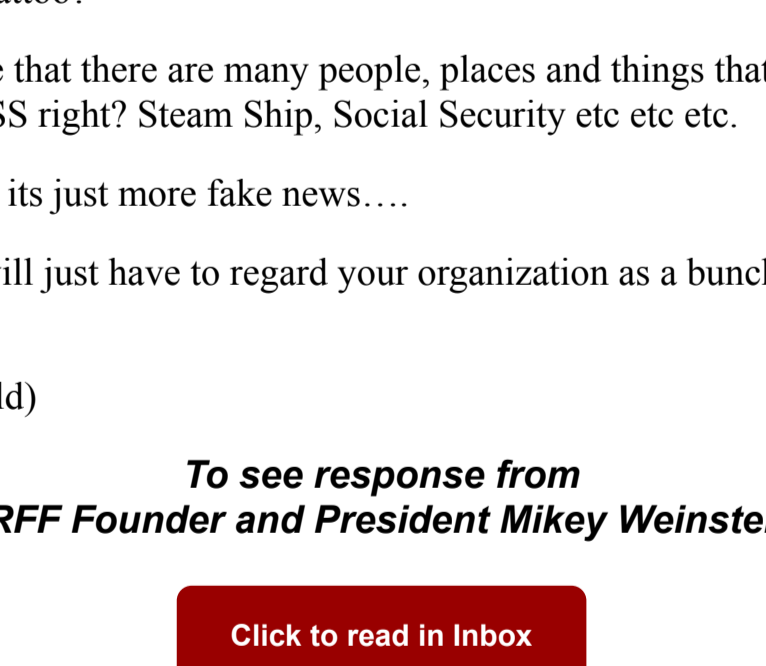 that there are many people, places and things that
SS right? Steam Ship, Social Security etc etc etc.
its just more fake news….
will just have to regard your organization as a bunch
ld)
To see response from
RFF Founder and President Mikey Weinste
Click to read in Inbox